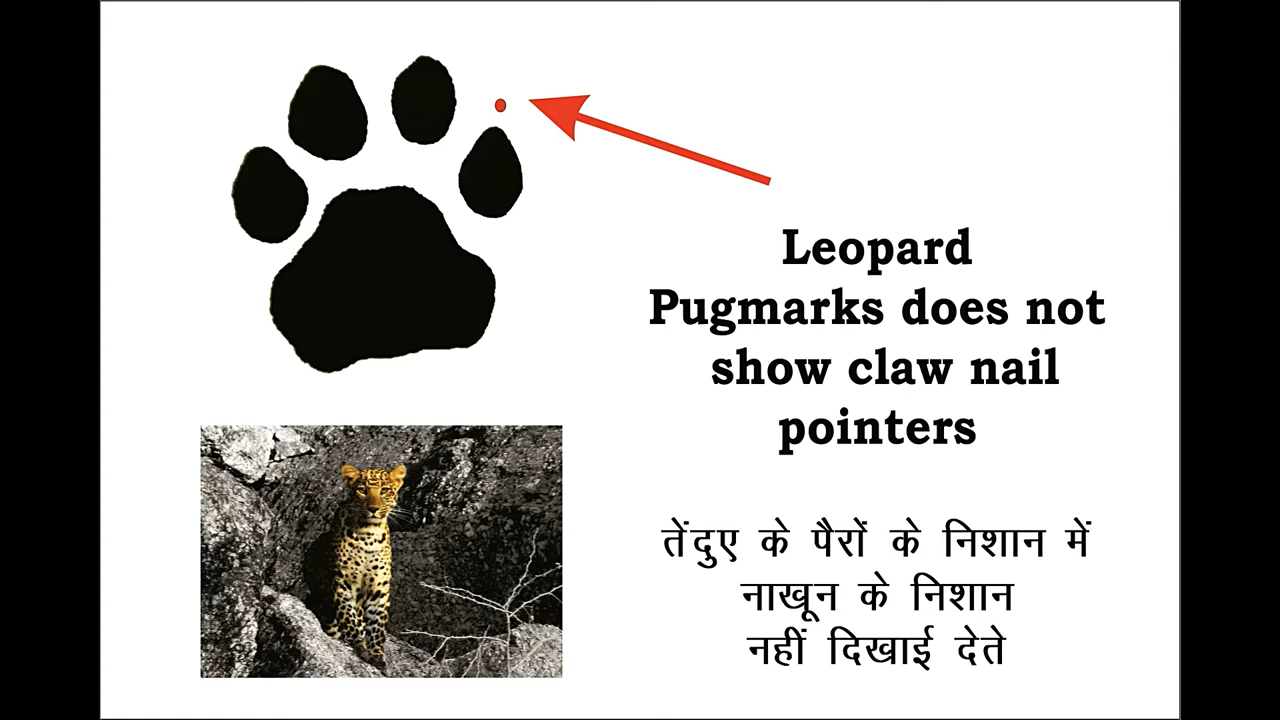 Leopard
Pugmarks does not
show claw nail
pointers
तेंदुए के पैरों के निशान में
नाखून के निशान
नहीं दिखाई देते